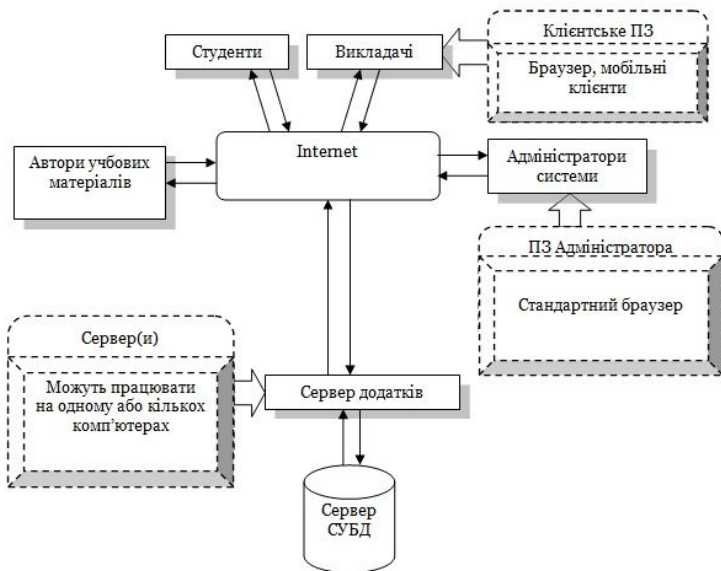 Студенти
Викладачі
Клієнтське ПЗ
Браузер, мобільні
клієнти
Internet
Автори учбових
матеріалів
Адміністратори
системи
ПЗ Адміністратора
Стандартний браузер
Сервер(и)
Можуть працювати
на одному або кількох
комп’ютерах
Сервер додатків
Сервер
СУБД